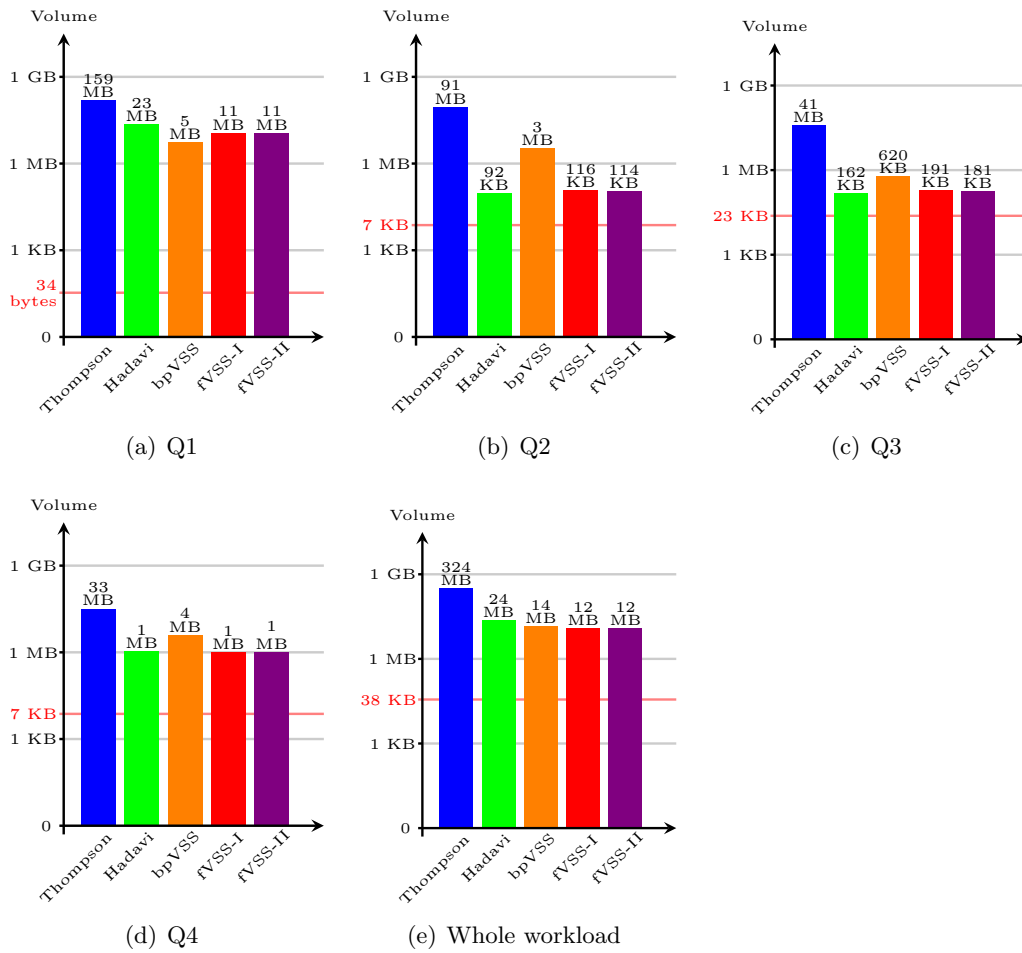 Volume
1 GB
1 MB
1 KB
34
bytes
0
159
MB
23
MB
5
MB
11
MB
11
MB
Thompson
Hadavi
bpVSS
fVSS-I
fVSS-II
(a) Q1
Volume
1 GB
1 MB
7 KB
1 KB
0
91
MB
92
KB
3
MB
116
KB
114
KB
Thompson
Hadavi
bpVSS
fVSS-I
fVSS-II
(b) Q2
Volume
1 GB
1 MB
23 KB
1 KB
0
41
MB
162
KB
620
KB
191
KB
181
KB
Thompson
Hadavi
bpVSS
fVSS-I
fVSS-II
(c) Q3
Volume
1 GB
1 MB
7 KB
1 KB
0
33
MB
1
MB
4
MB
1
MB
1
MB
Thompson
Hadavi
bpVSS
fVSS-I
fVSS-II
(d) Q4
Volume
1 GB
1 MB
38 KB
1 KB
0
324
MB
24
MB
14
MB
12
MB
12
MB
Thompson
Hadavi
bpVSS
fVSS-I
fVSS-II
(e) Whole workload